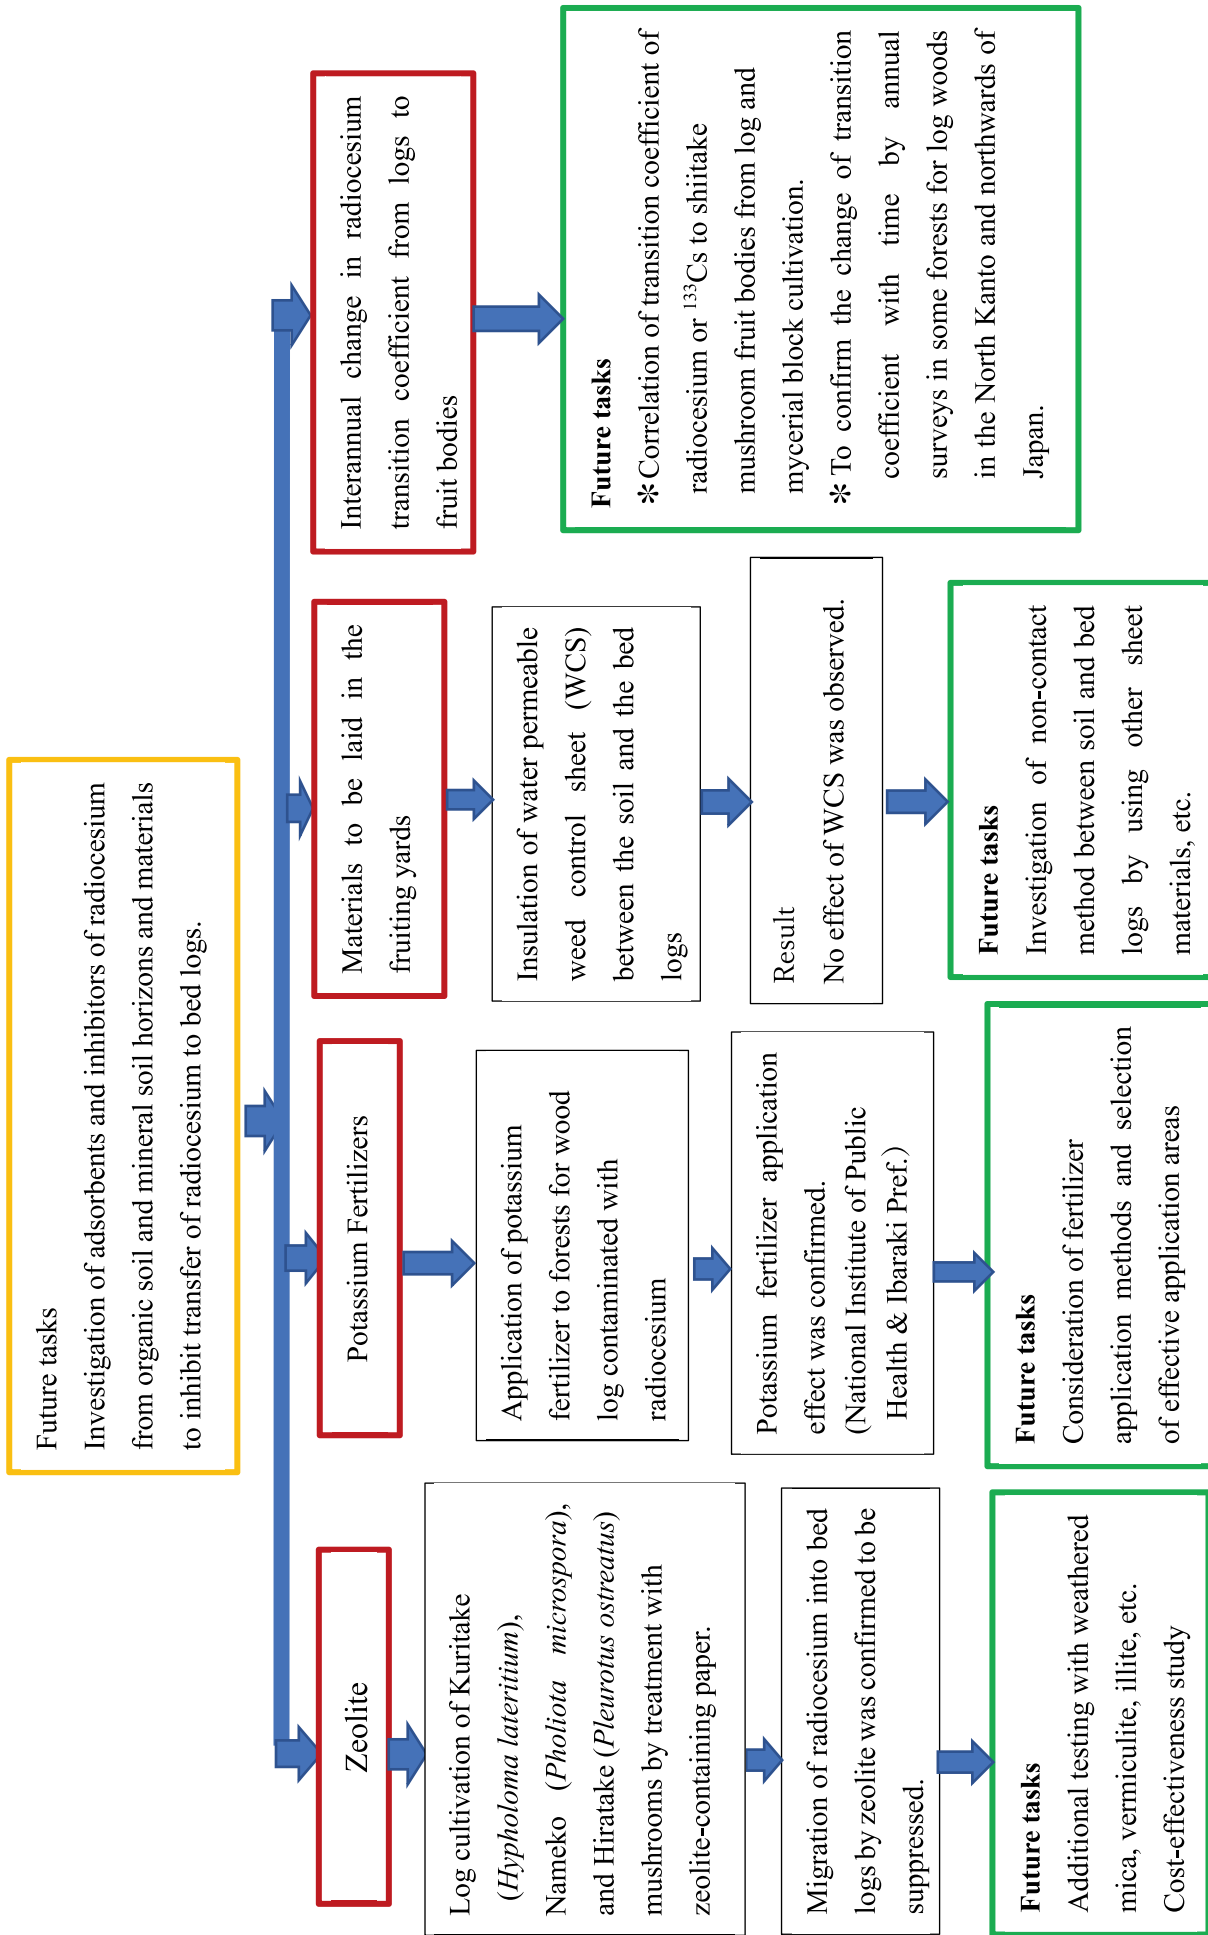 Future tasks
Investigation of adsorbents and inhibitors of radiocesium
from organic soil and mineral soil horizons and materials
to inhibit transfer of radiocesium to bed logs.
Zeolite
Log cultivation of Kuritake
(Hypholoma lateritium),
Nameko (Pholiota microspora),
and Hiratake (Pleurotus ostreatus)
mushrooms by treatment with
zeolite-containing paper.
Migration of radiocesium into bed
logs by zeolite was confirmed to be
suppressed.
Future tasks
Additional testing with weathered
mica, vermiculite, illite, etc.
Cost-effectiveness study
Potassium Fertilizers
Application of potassium
fertilizer to forests for wood
log contaminated with
radiocesium
Potassium fertilizer application
effect was confirmed.
(National Institute of Public
Health & Ibaraki Pref.)
Future tasks
Consideration of fertilizer
application methods and selection
of effective application areas
Materials to be laid in the
fruiting yards
Insulation of water permeable
weed control sheet (WCS)
between the soil and the bed
logs
Result
No effect of WCS was observed.
Future tasks
Investigation of non-contact
method between soil and bed
logs by using other sheet
materials, etc.
Interannual change in radiocesium
transition coefficient from logs to
fruit bodies
Future tasks
＊Correlation of transition coefficient of
radiocesium or ¹³³Cs to shiitake
mushroom fruit bodies from log and
mycerial block cultivation.
＊To confirm the change of transition
coefficient with time by annual
surveys in some forests for log woods
in the North Kanto and northwards of
Japan.